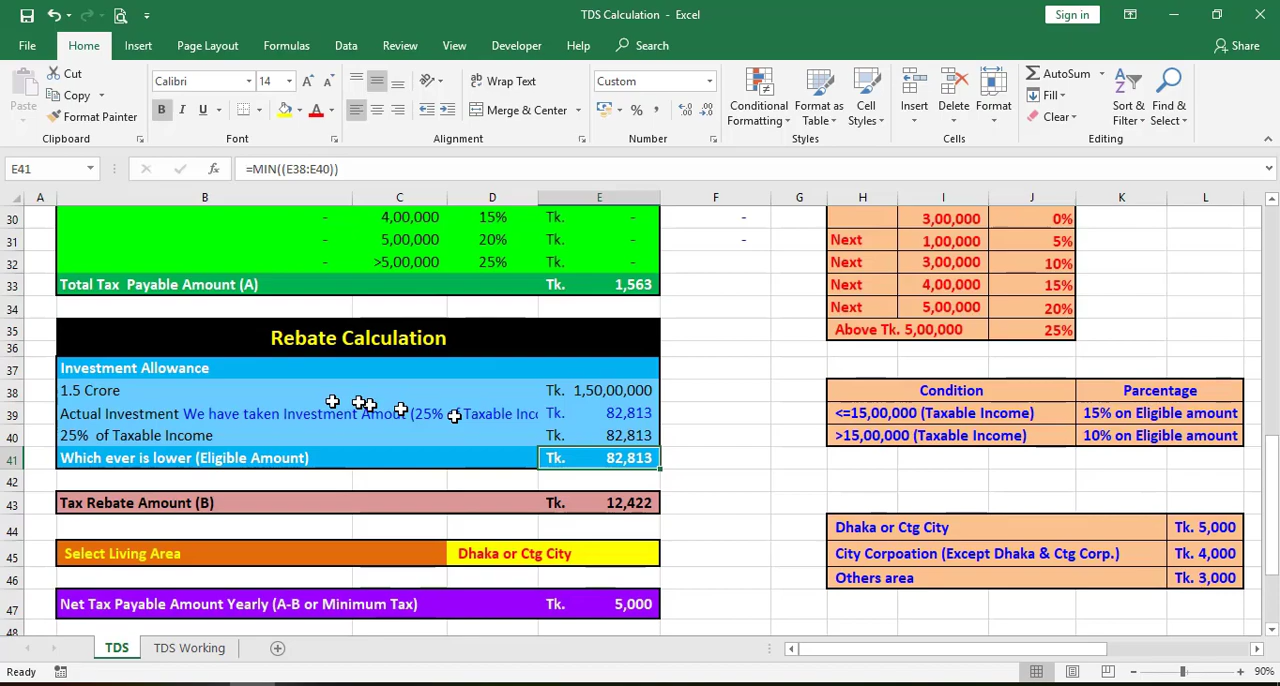 TDS Calculation - Excel
Sign in
File Home Insert Page Layout Formulas Data Review View Developer Help Search Share
Cut
Copy
Format Painter
Paste
Calibri 14
B I U
Wrap Text
Merge & Center
Custom
% ,
Conditional Formatting
Format as Table
Cell Styles
Insert Delete Format
AutoSum
Fill
Clear
Sort & Filter
Find & Select
Clipboard Font Alignment Number Styles Cells Editing
E41 fx =MIN((E38:E40))
A B C D E F G H I J K L
30 - 4,00,000 15% Tk. - - 3,00,000 0%
31 - 5,00,000 20% Tk. - - Next 1,00,000 5%
32 - >5,00,000 25% Tk. - Next 3,00,000 10%
33 Total Tax Payable Amount (A) Tk. 1,563 Next 4,00,000 15%
34 Next 5,00,000 20%
35 Rebate Calculation Above Tk. 5,00,000 25%
36
37 Investment Allowance
38 1.5 Crore Tk. 1,50,00,000 Condition Parcentage
39 Actual Investment We have taken Investment (25% Taxable Inc Tk. 82,813 <=15,00,000 (Taxable Income) 15% on Eligible amount
40 25% of Taxable Income Tk. 82,813 >15,00,000 (Taxable Income) 10% on Eligible amount
41 Which ever is lower (Eligible Amount) Tk. 82,813
42
43 Tax Rebate Amount (B) Tk. 12,422
44 Dhaka or Ctg City Tk. 5,000
45 Select Living Area Dhaka or Ctg City City Corpoation (Except Dhaka & Ctg Corp.) Tk. 4,000
46 Others area Tk. 3,000
47 Net Tax Payable Amount Yearly (A-B or Minimum Tax) Tk. 5,000
48
TDS TDS Working
Ready 90%